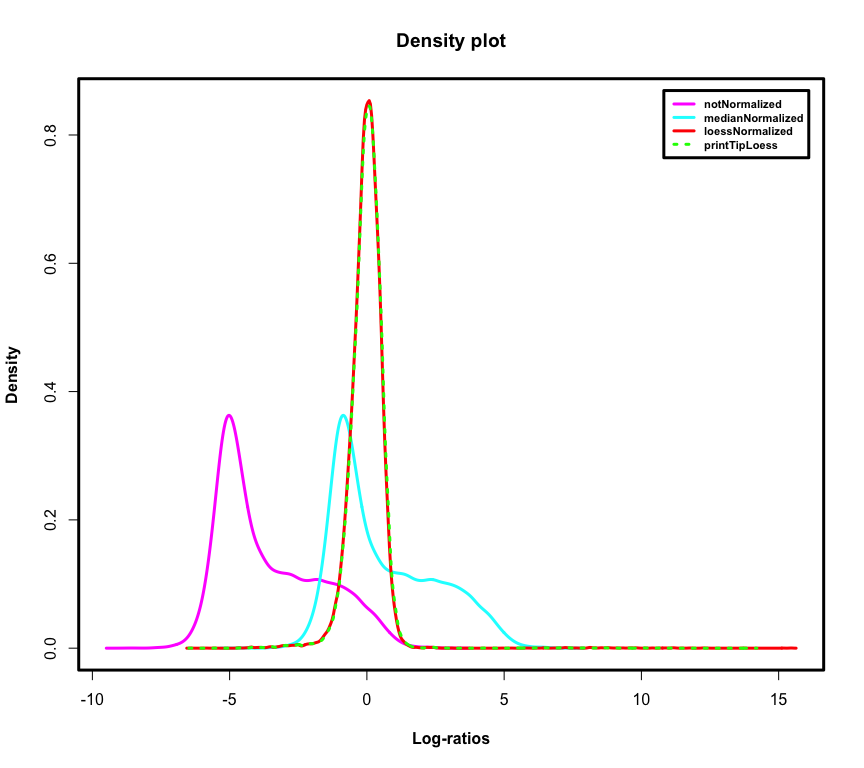 Density plot
notNormalized
medianNormalized
loessNormalized
printTipLoess
Density
0.8
0.6
0.4
0.2
0.0
-10 -5 0 5 10 15
Log-ratios